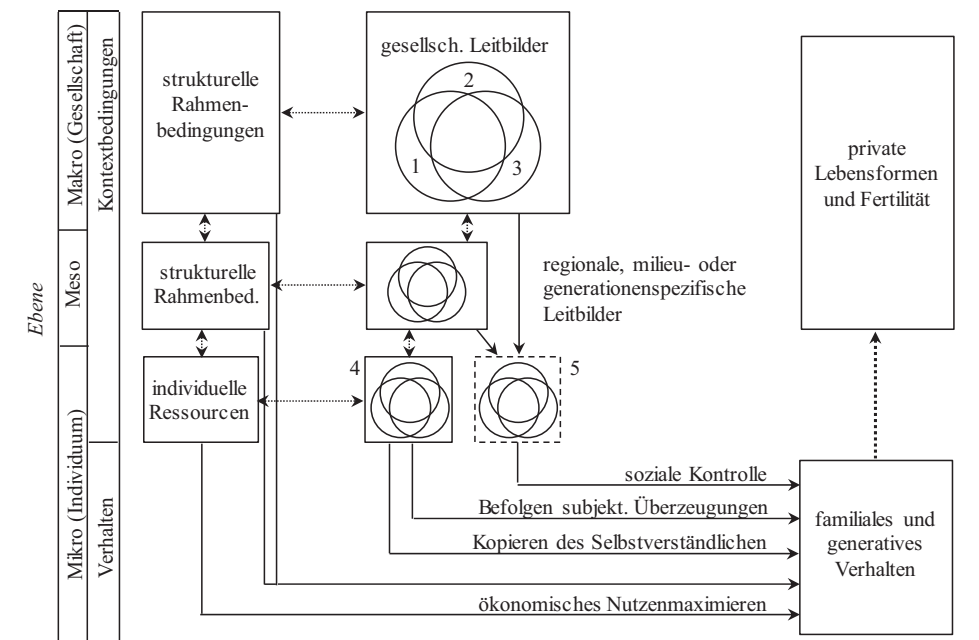 Ebene
Makro (Gesellschaft)
Meso
Mikro (Individuum)
Kontextbedingungen
Verhalten
strukturelle
Rahmen-
bedingungen
gesellsch. Leitbilder
2
1
3
private
Lebensformen
und Fertilität
strukturelle
Rahmenbed.
regionale, milieu- oder
generationenspezifische
Leitbilder
individuelle
Ressourcen
4
5
soziale Kontrolle
Befolgen subjekt. Überzeugungen
Kopieren des Selbstverständlichen
ökonomisches Nutzenmaximieren
familiales und
generatives
Verhalten